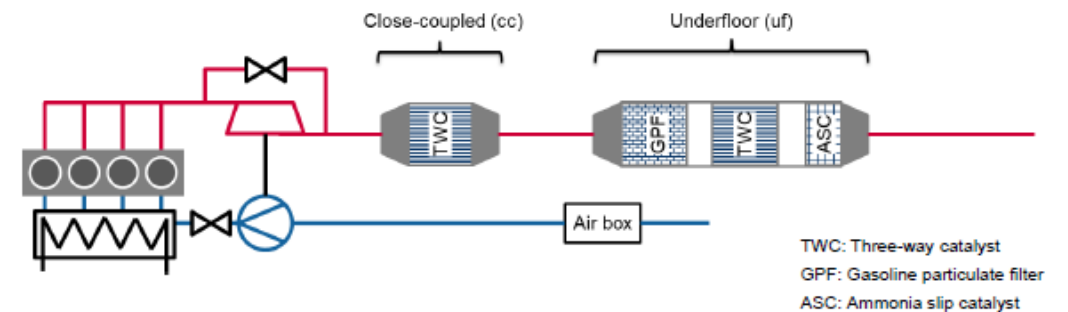 Close-coupled (cc)
Underfloor (uf)
TWC
GPF
TWC
ASC
Air box
TWC: Three-way catalyst
GPF: Gasoline particulate filter
ASC: Ammonia slip catalyst